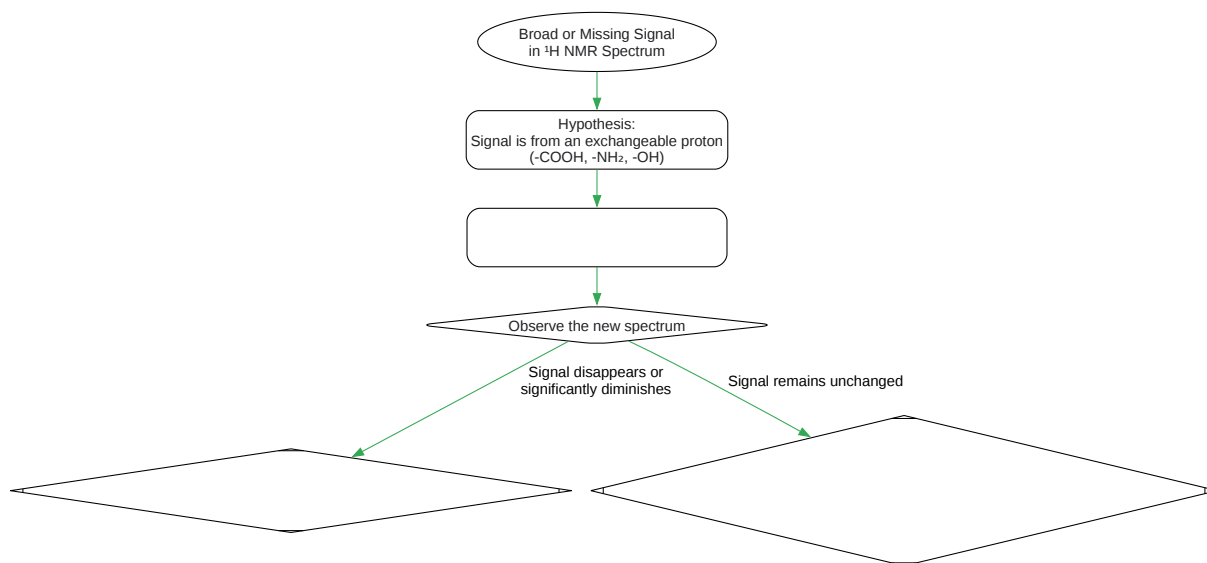 Broad or Missing Signal
in ¹H NMR Spectrum
Hypothesis:
Signal is from an exchangeable proton
(-COOH, -NH₂, -OH)
Observe the new spectrum
Signal disappears or
significantly diminishes
Signal remains unchanged